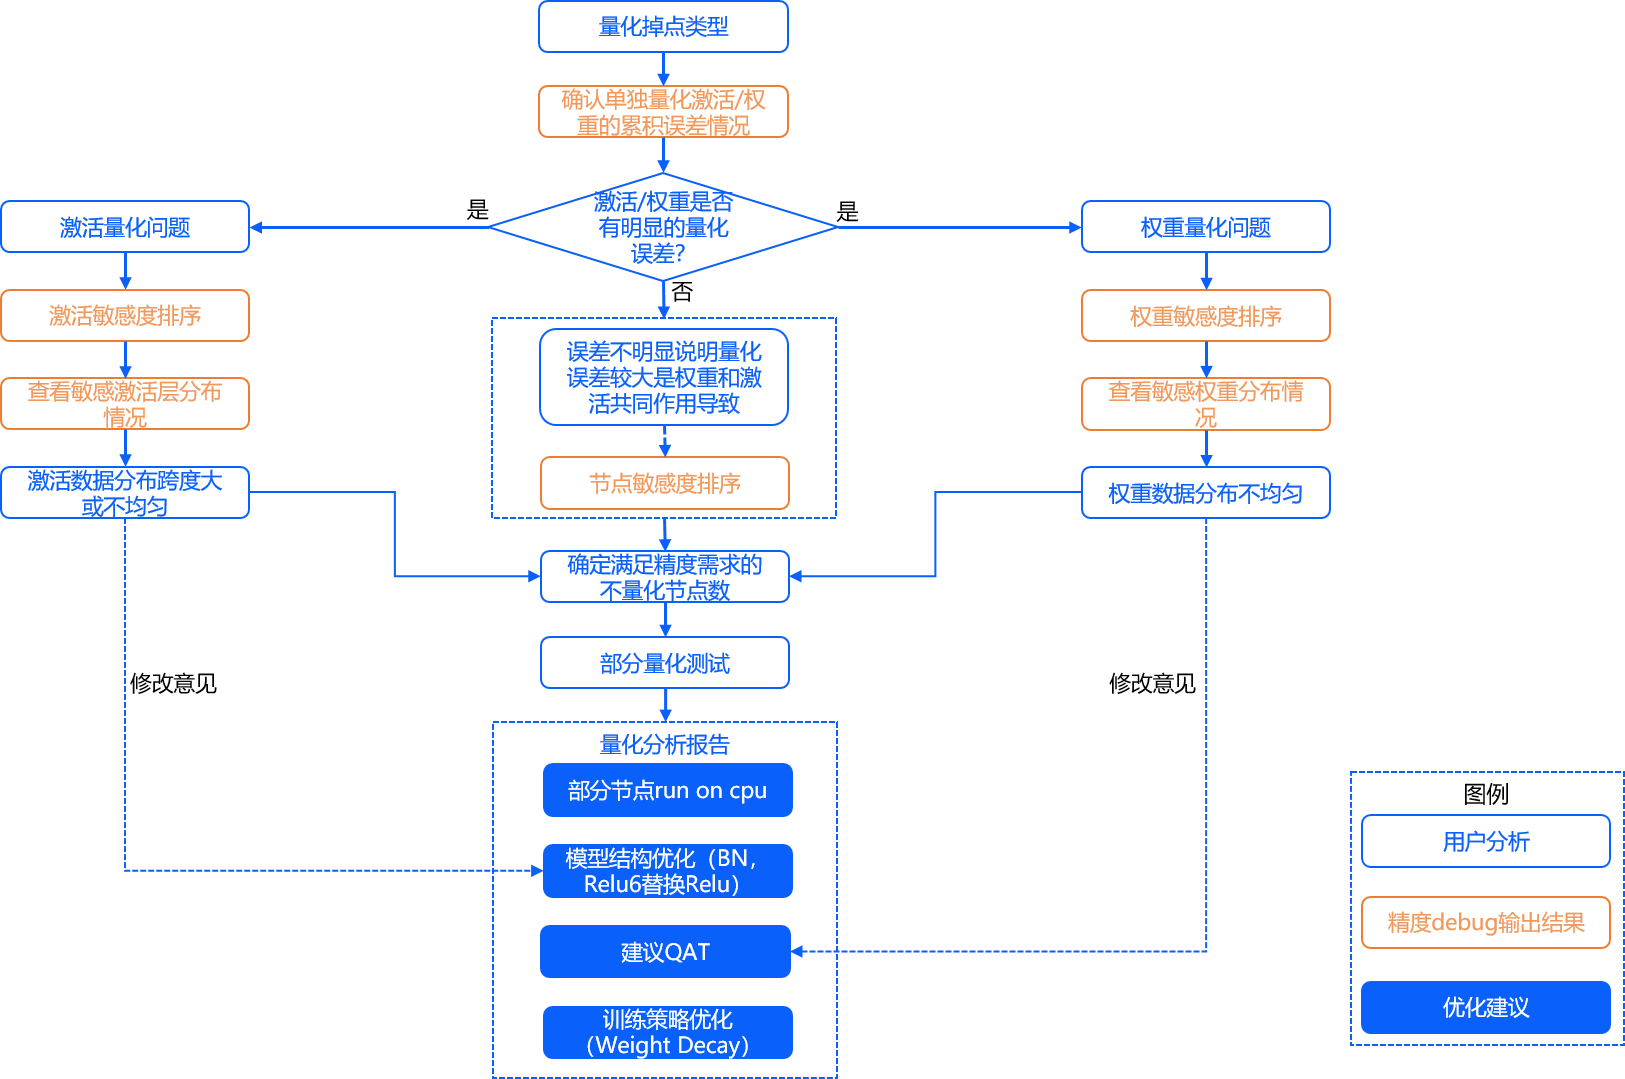 量化掉点类型
确认单独量化激活/权
重的累积误差情况
激活/权重是否
有明显的量化
误差?
是
是
否
激活量化问题
激活敏感度排序
查看敏感激活层分布
情况
激活数据分布跨度大
或不均匀
误差不明显说明量化
误差较大是权重和激
活共同作用导致
节点敏感度排序
权重量化问题
权重敏感度排序
查看敏感权重分布情
况
权重数据分布不均匀
确定满足精度需求的
不量化节点数
部分量化测试
修改意见
修改意见
量化分析报告
部分节点run on cpu
模型结构优化（BN，
Relu6替换Relu）
建议QAT
训练策略优化
（Weight Decay）
图例
用户分析
精度debug输出结果
优化建议